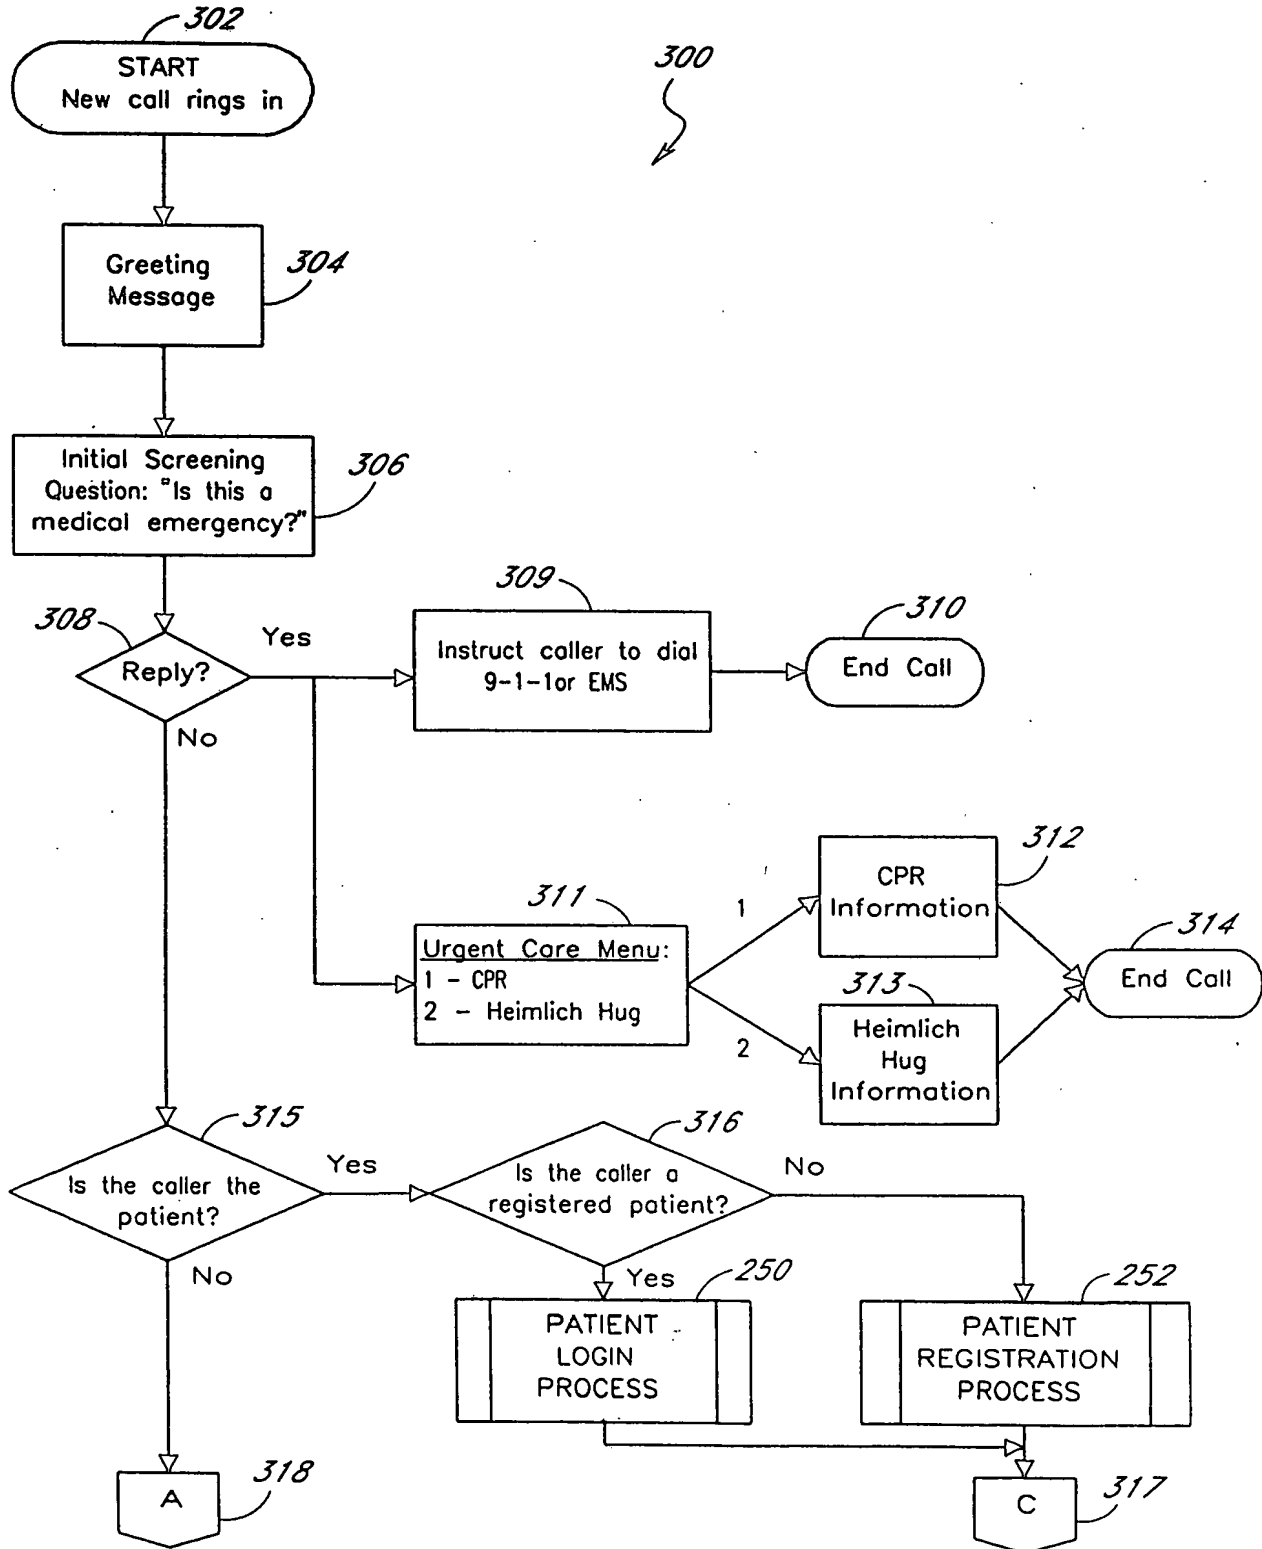 302
START
New call rings in
300
Greeting
Message
304
Initial Screening
Question: "Is this a
medical emergency?"
306
308
Reply?
Yes
No
309
Instruct caller to dial
9-1-1or EMS
310
End Call
311
Urgent Care Menu:
1 - CPR
2 - Heimlich Hug
1
2
312
CPR
Information
313
Heimlich
Hug
Information
314
End Call
315
Is the caller the
patient?
Yes
No
316
Is the caller a
registered patient?
No
Yes
250
PATIENT
LOGIN
PROCESS
252
PATIENT
REGISTRATION
PROCESS
A
318
C
317